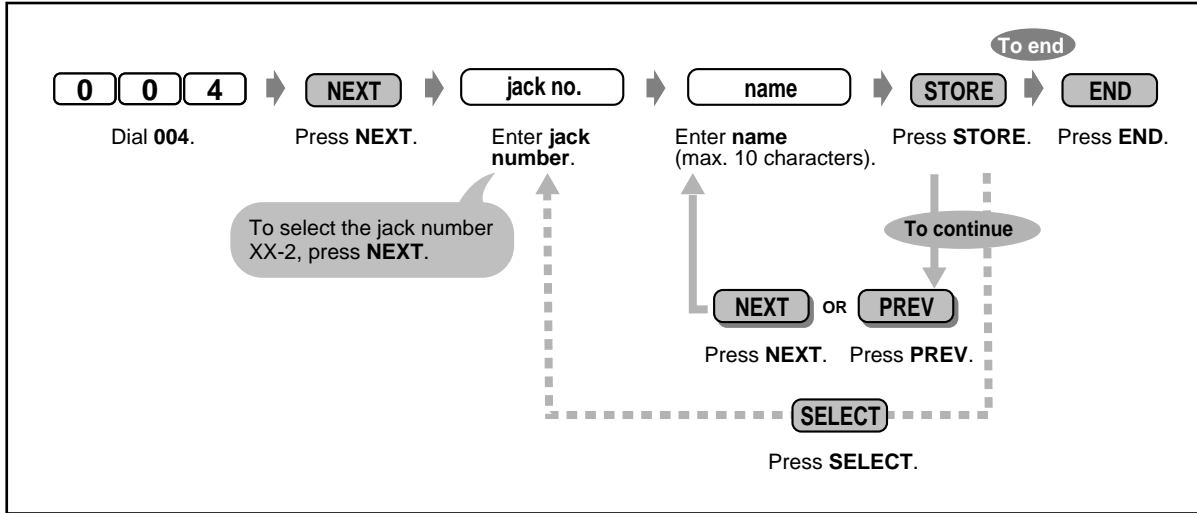 To end
0 0 4 NEXT jack no. name STORE END
Dial 004. Press NEXT. Enter jack number. Enter name (max. 10 characters). Press STORE. Press END.
To select the jack number
XX-2, press NEXT.
To continue
NEXT OR PREV
Press NEXT. Press PREV.
SELECT
Press SELECT.